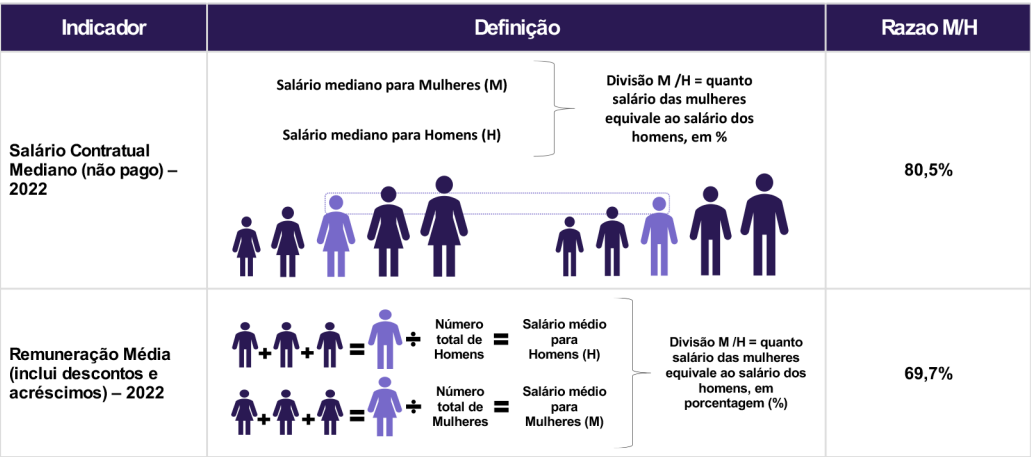 Indicador
Definição
Razao M/H
Salário Contratual
Mediano (não pago) –
2022
Salário mediano para Mulheres (M)
Salário mediano para Homens (H)
Divisão M /H = quanto
salário das mulheres
equivale ao salário dos
homens, em %
80,5%
Remuneração Média
(inclui descontos e
acréscimos) – 2022
+ + = ÷
Número
total de
Homens
=
Salário médio
para
Homens (H)
+ + = ÷
Número
total de
Mulheres
=
Salário médio
para
Mulheres (M)
Divisão M /H = quanto
salário das mulheres
equivale ao salário dos
homens, em
porcentagem (%)
69,7%